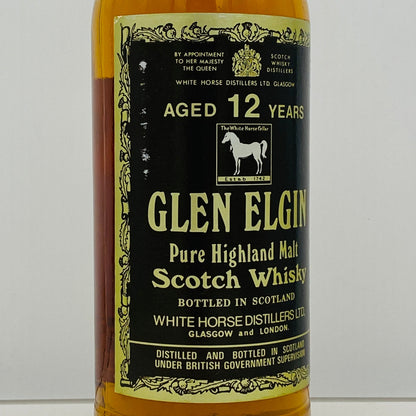 BY APPOINTMENT
TO HER MAJESTY
THE QUEEN
SCOTCH
WHISKY
DISTILLERS
WHITE HORSE DISTILLERS LTD. GLASGOW
AGED 12 YEARS
The White Horse Cellar
Estab 1742
GLEN ELGIN
Pure Highland Malt
Scotch Whisky
BOTTLED IN SCOTLAND
WHITE HORSE DISTILLERS LTD.
GLASGOW AND LONDON.
DISTILLED AND BOTTLED IN SCOTLAND
UNDER BRITISH GOVERNMENT SUPERVISION